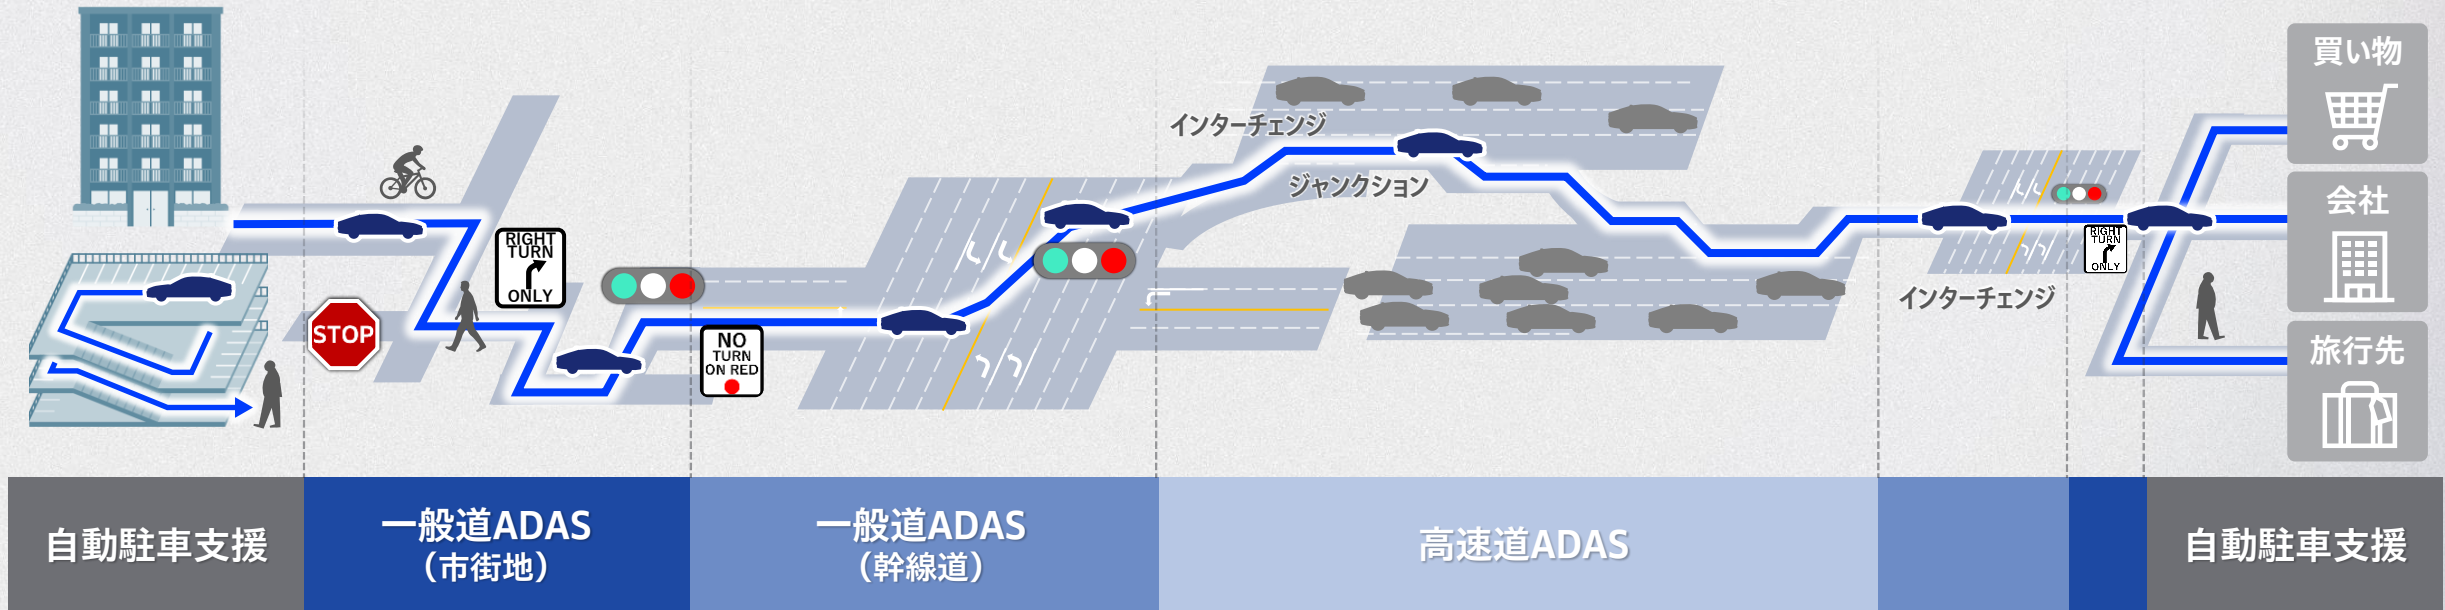 買い物
会社
旅行先
インターチェンジ
ジャンクション
インターチェンジ
RIGHT
TURN
ONLY
STOP
NO
TURN
ON RED
RIGHT
TURN
ONLY
自動駐車支援
一般道ADAS
（市街地）
一般道ADAS
（幹線道）
高速道ADAS
自動駐車支援